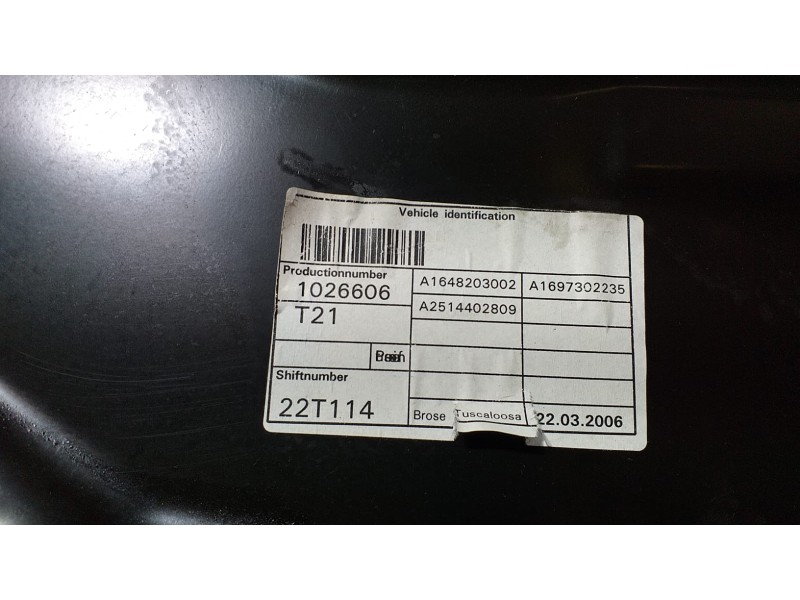 Vehicle identification
Productionnumber
1026606
A1648203002 A1697302235
T21
A2514402809
Shiftnumber
22T114
Brose Tuscaloosa 22.03.2006